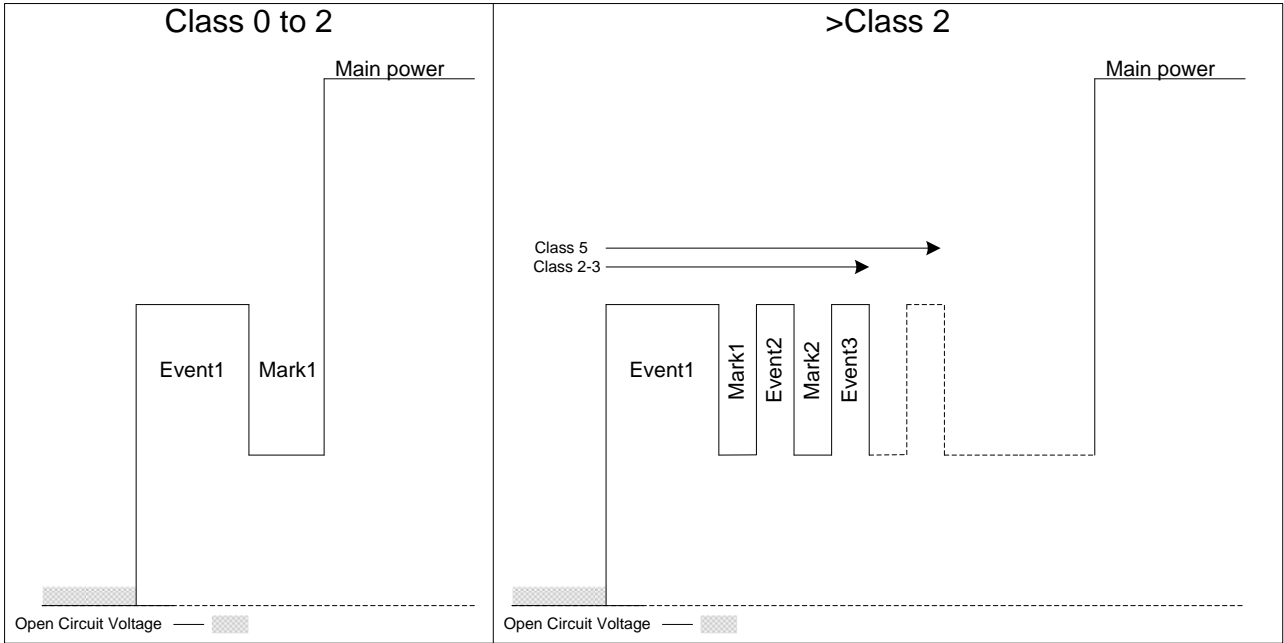 Class 0 to 2
Main power
Event1
Mark1
Open Circuit Voltage
>Class 2
Main power
Class 5
Class 2-3
Event1
Mark1
Event2
Mark2
Event3
Open Circuit Voltage